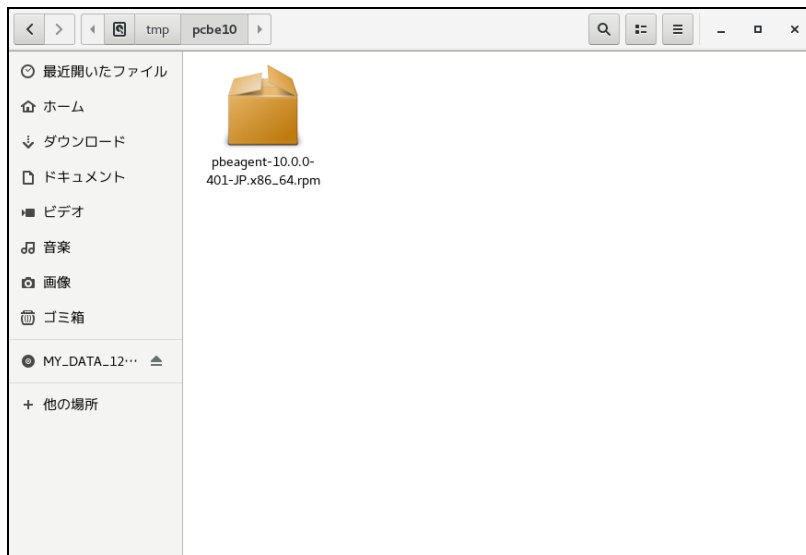 tmp
pcbe10
最近開いたファイル
ホーム
ダウンロード
ドキュメント
ビデオ
音楽
画像
ゴミ箱
MY_DATA_12…
他の場所
pbeagent-10.0.0-
401-JP.x86_64.rpm